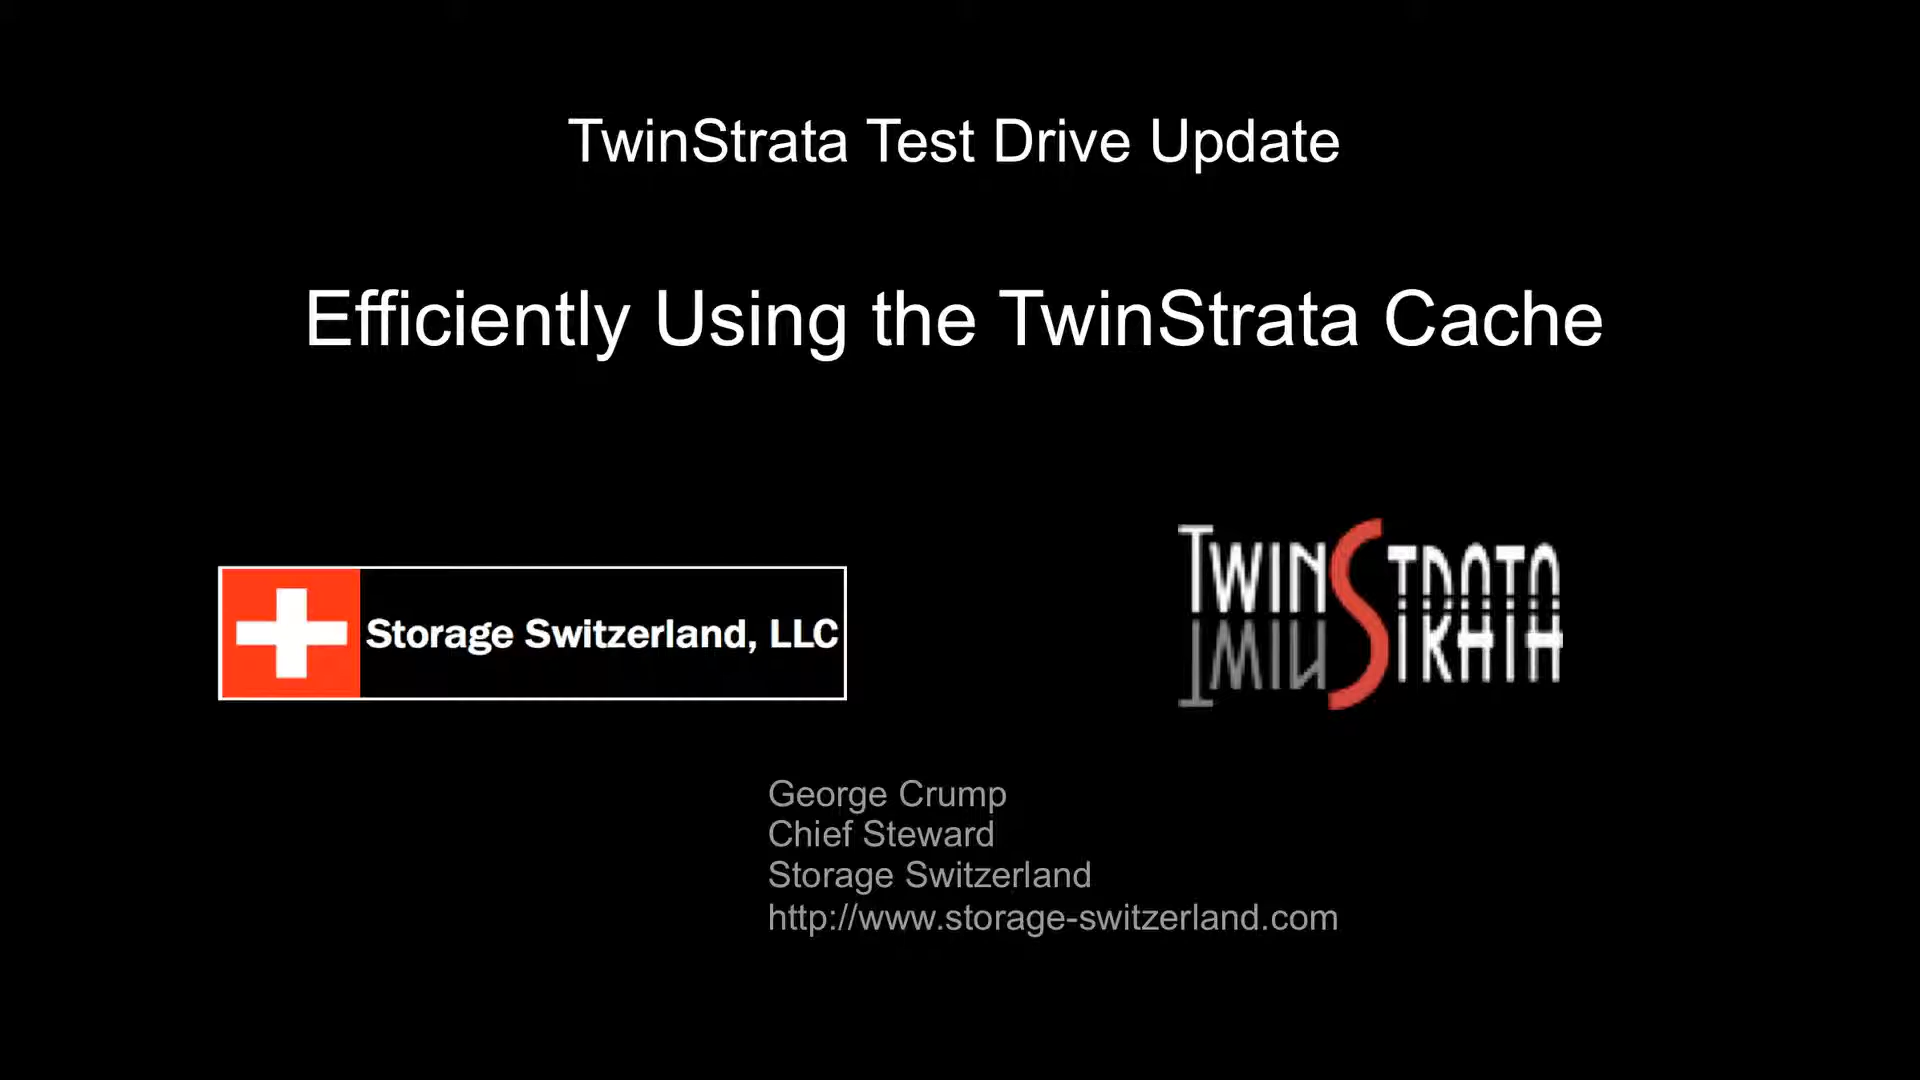 TwinStrata Test Drive Update
Efficiently Using the TwinStrata Cache
Storage Switzerland, LLC
TWINSTRATA
George Crump
Chief Steward
Storage Switzerland
http://www.storage-switzerland.com